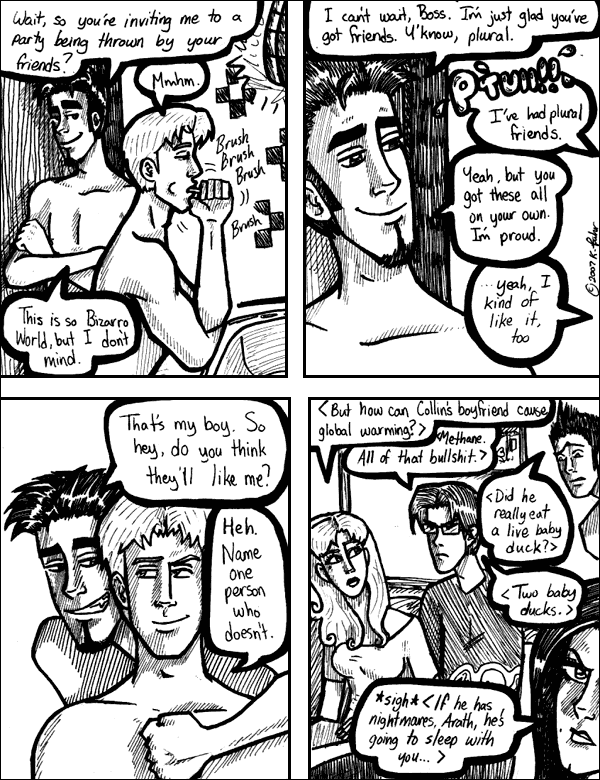 Wait, so you're inviting me to a
party being thrown by your
friends?
Mmhm.
Brush
Brush
Brush
Brush
This is so Bizarro
World, but I don't
mind.
I can't wait, Boss. I'm just glad you've
got friends. Y'know, plural.
PTUII!!
I've had plural
friends.
Yeah, but you
got these all
on your own.
I'm proud.
...yeah, I
kind of
like it,
too
That's my boy. So
hey, do you think
they'll like me?
Heh.
Name
one
person
who
doesn't.
<But how can Collin's boyfriend cause
global warming?>
<Methane.
All of that bullshit.>
<Did he
really eat
a live baby
duck?>
<Two baby
ducks.>
*sigh* <If he has
nightmares, Arath, he's
going to sleep with
you...>